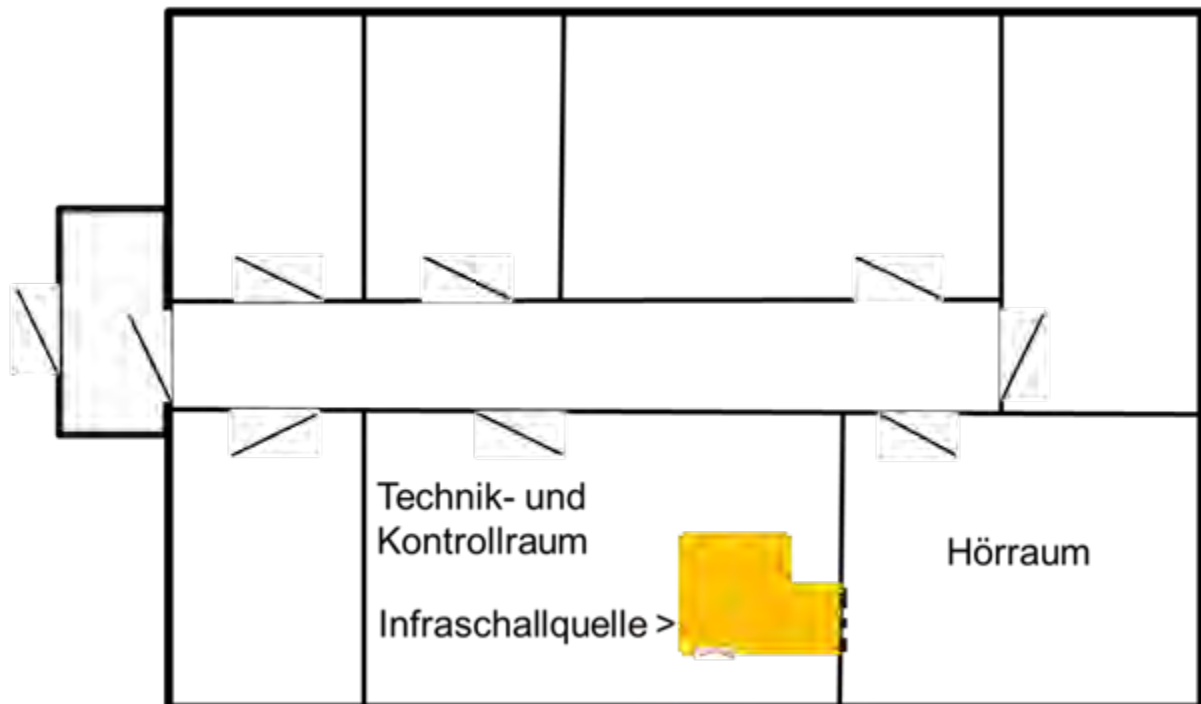 Technik- und
Kontrollraum
Hörraum
Infraschallquelle >